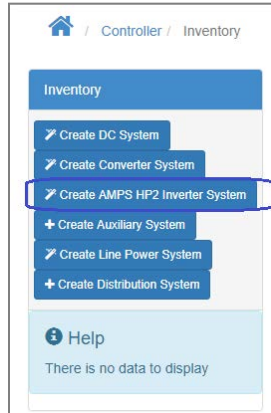 / Controller / Inventory
Inventory
Create DC System
Create Converter System
Create AMPS HP2 Inverter System
+ Create Auxiliary System
Create Line Power System
+ Create Distribution System
Help
There is no data to display